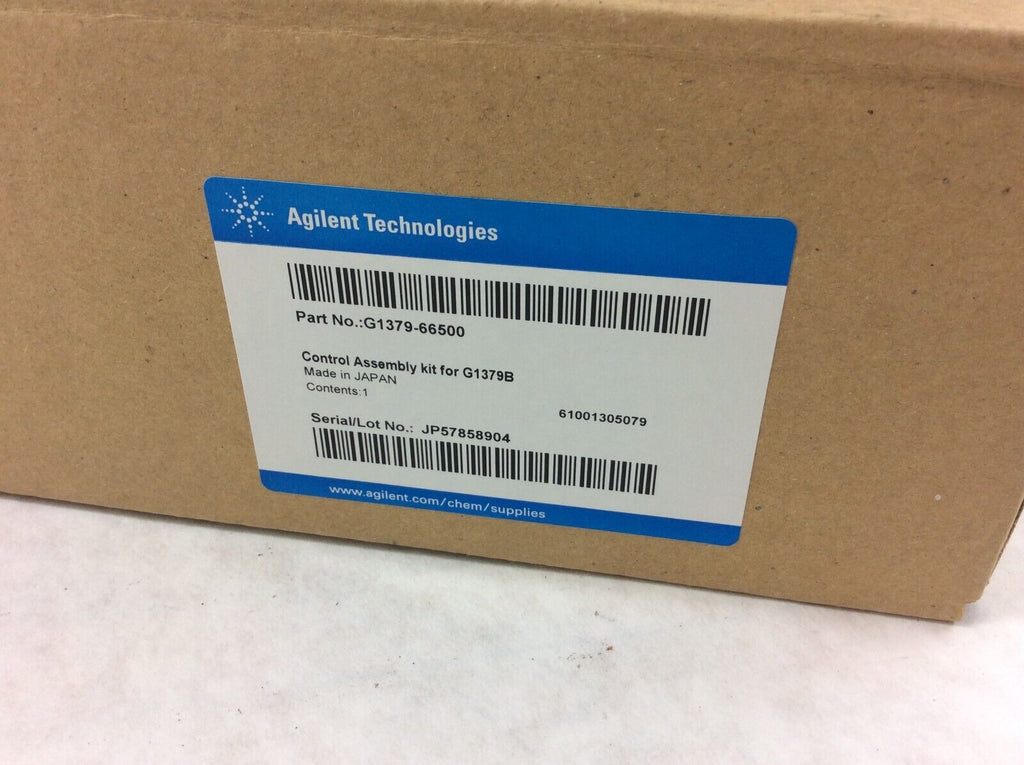 Agilent Technologies
Part No.:G1379-66500
Control Assembly kit for G1379B
Made in JAPAN
Contents:1
61001305079
Serial/Lot No.: JP57858904
www.agilent.com/chem/supplies